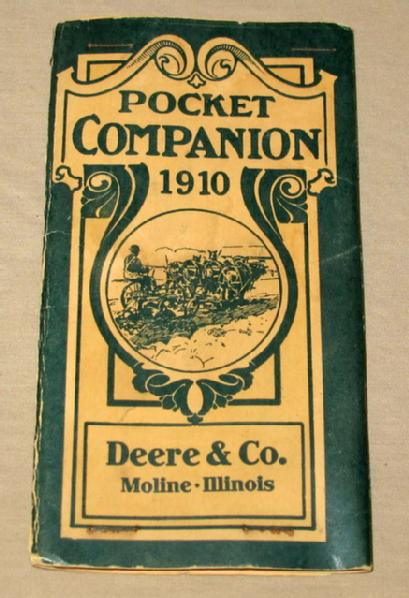 POCKET
COMPANION
1910
Deere & Co.
Moline - Illinois